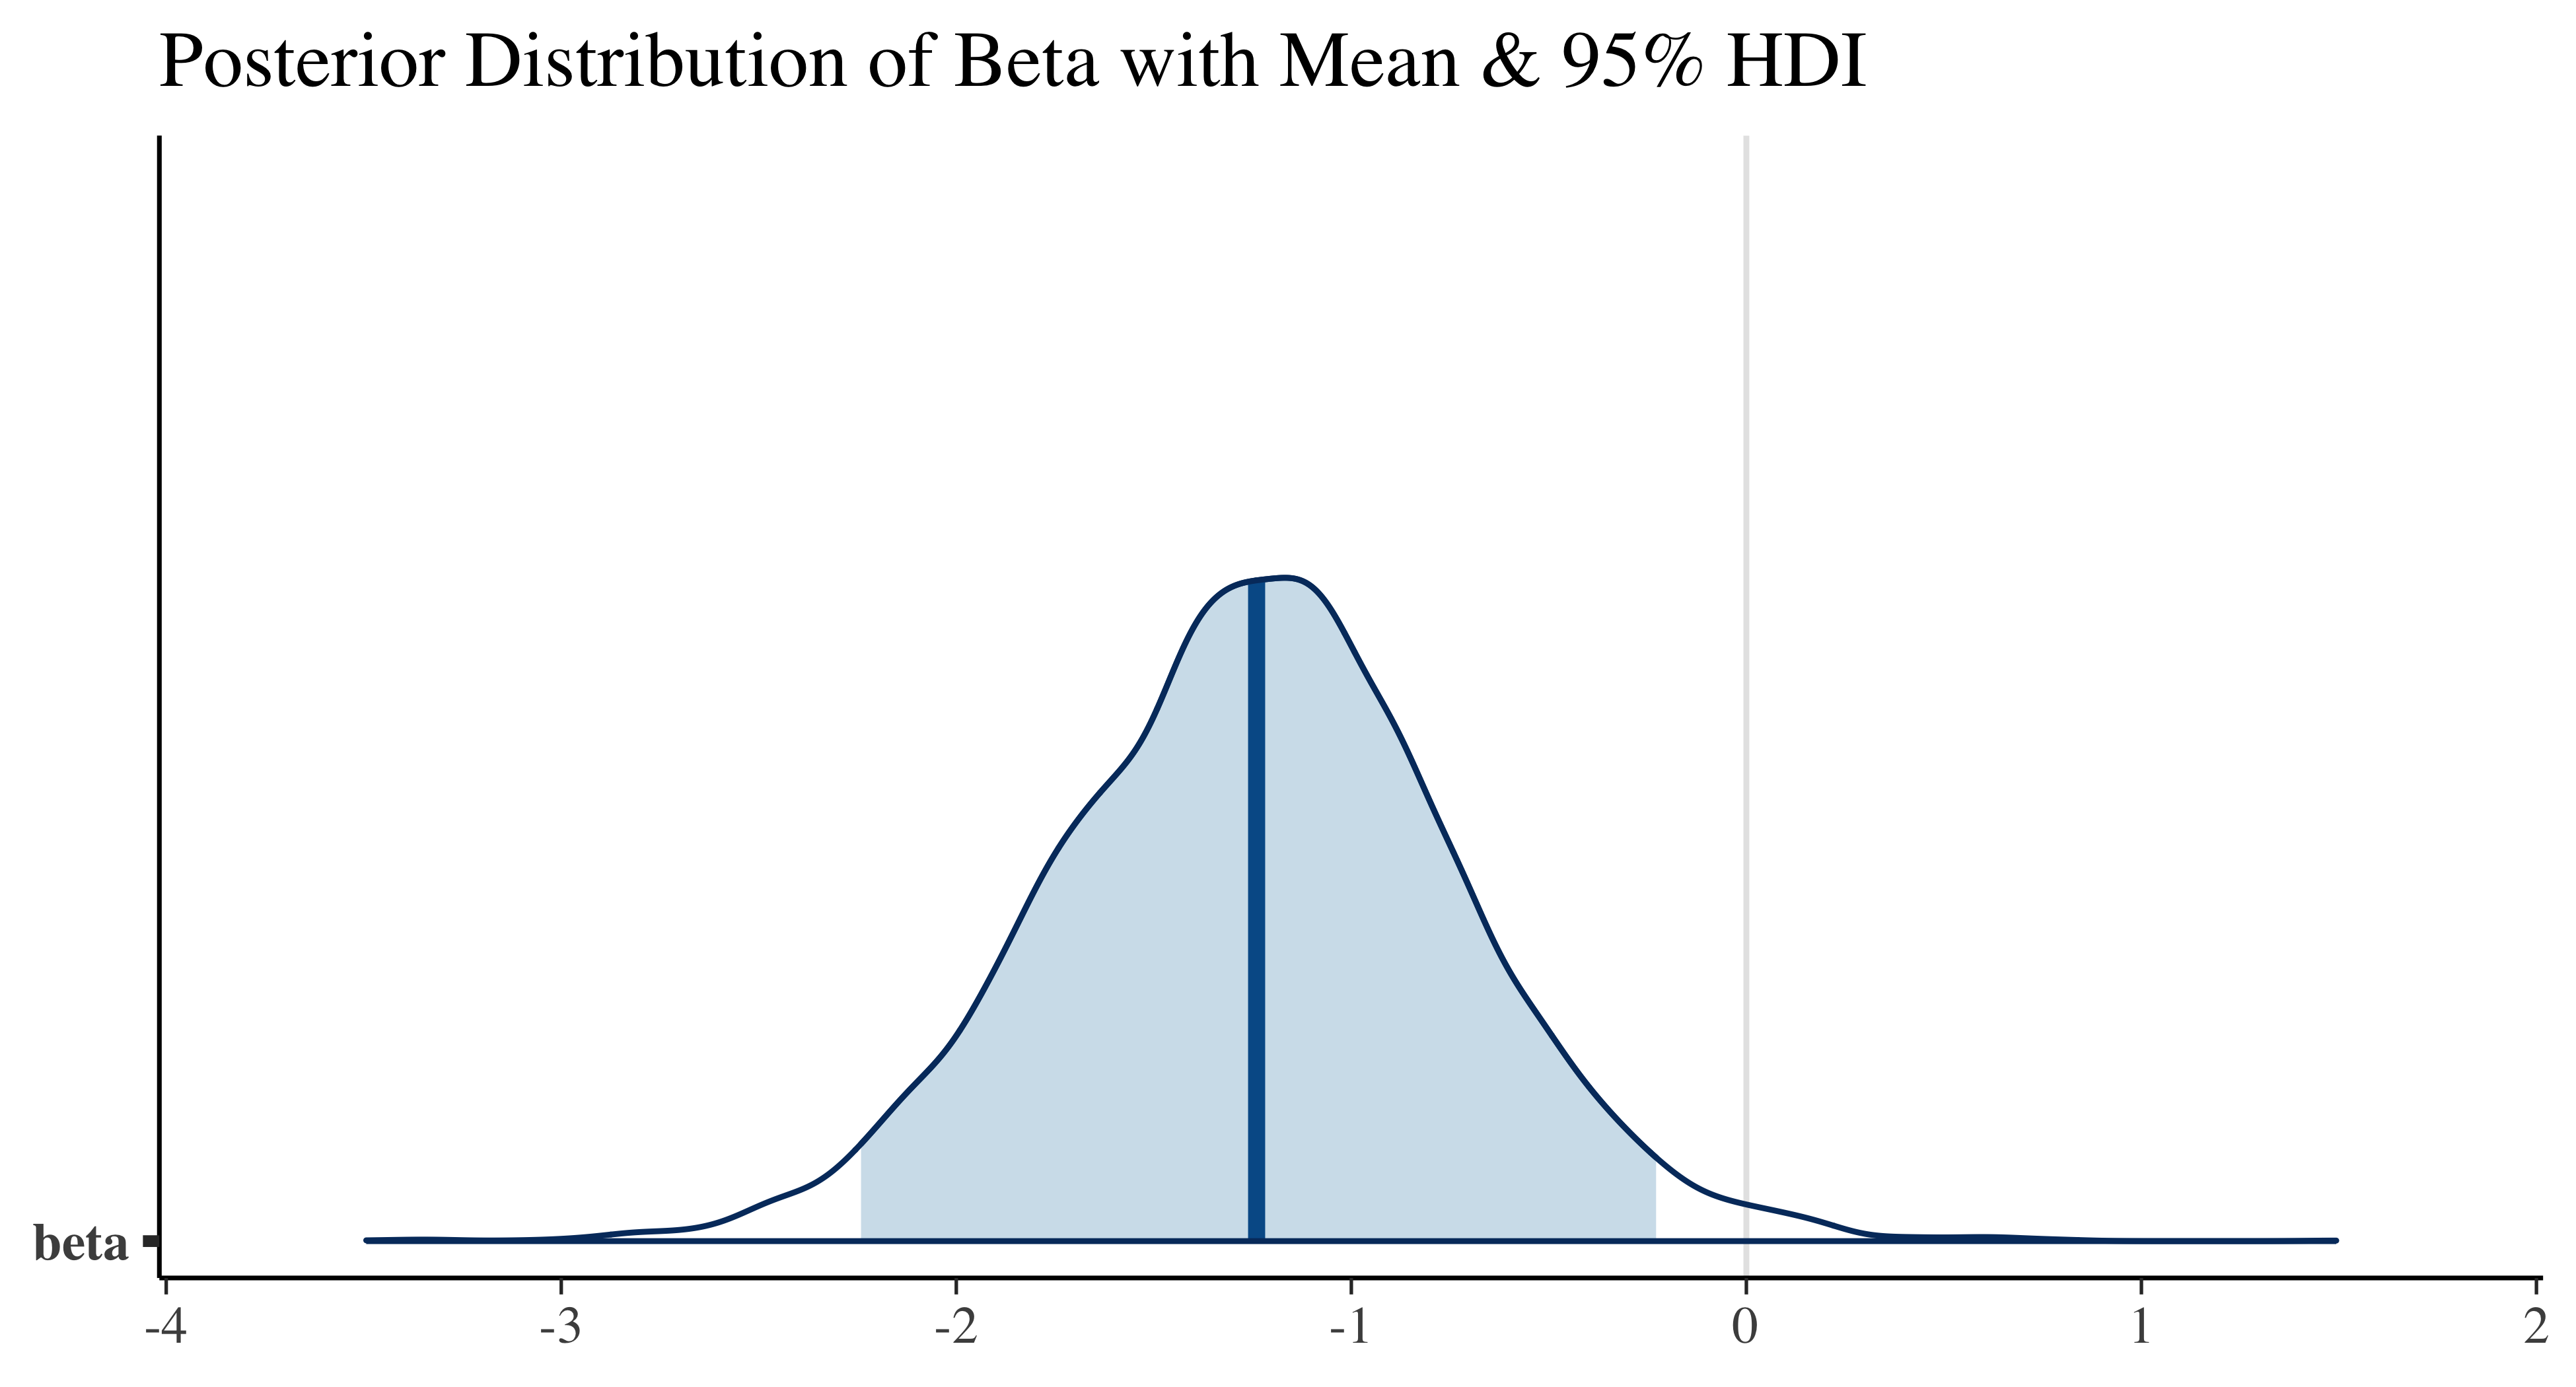 Posterior Distribution of Beta with Mean & 95% HDI
beta
-4 -3 -2 -1 0 1 2